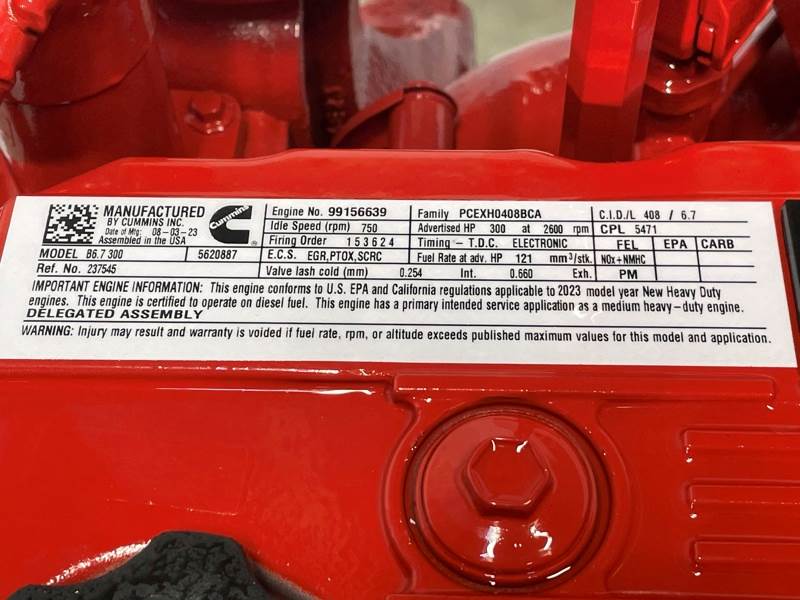 MANUFACTURED
BY CUMMINS INC.
Date of Mfg 08-03-23
Assembled in the USA
Cummins
MODEL B6.7 300 5620887
Ref. No. 237545
Engine No. 99156639
Idle Speed (rpm) 750
Firing Order 1 5 3 6 2 4
E.C.S. EGR,PTOX,SCRC
Valve lash cold (mm) 0.254 Int. 0.660 Exh.
Family PCEXH0408BCA
Advertised HP 300 at 2600 rpm
Timing - T.D.C. ELECTRONIC
Fuel Rate at adv. HP 121 mm³/stk.
C.I.D./L 408 / 6.7
CPL 5471
FEL EPA CARB
NOx+NMHC
PM
IMPORTANT ENGINE INFORMATION: This engine conforms to U.S. EPA and California regulations applicable to 2023 model year New Heavy Duty
engines. This engine is certified to operate on diesel fuel. This engine has a primary intended service application as a medium heavy-duty engine.
DELEGATED ASSEMBLY
WARNING: Injury may result and warranty is voided if fuel rate, rpm, or altitude exceeds published maximum values for this model and application.